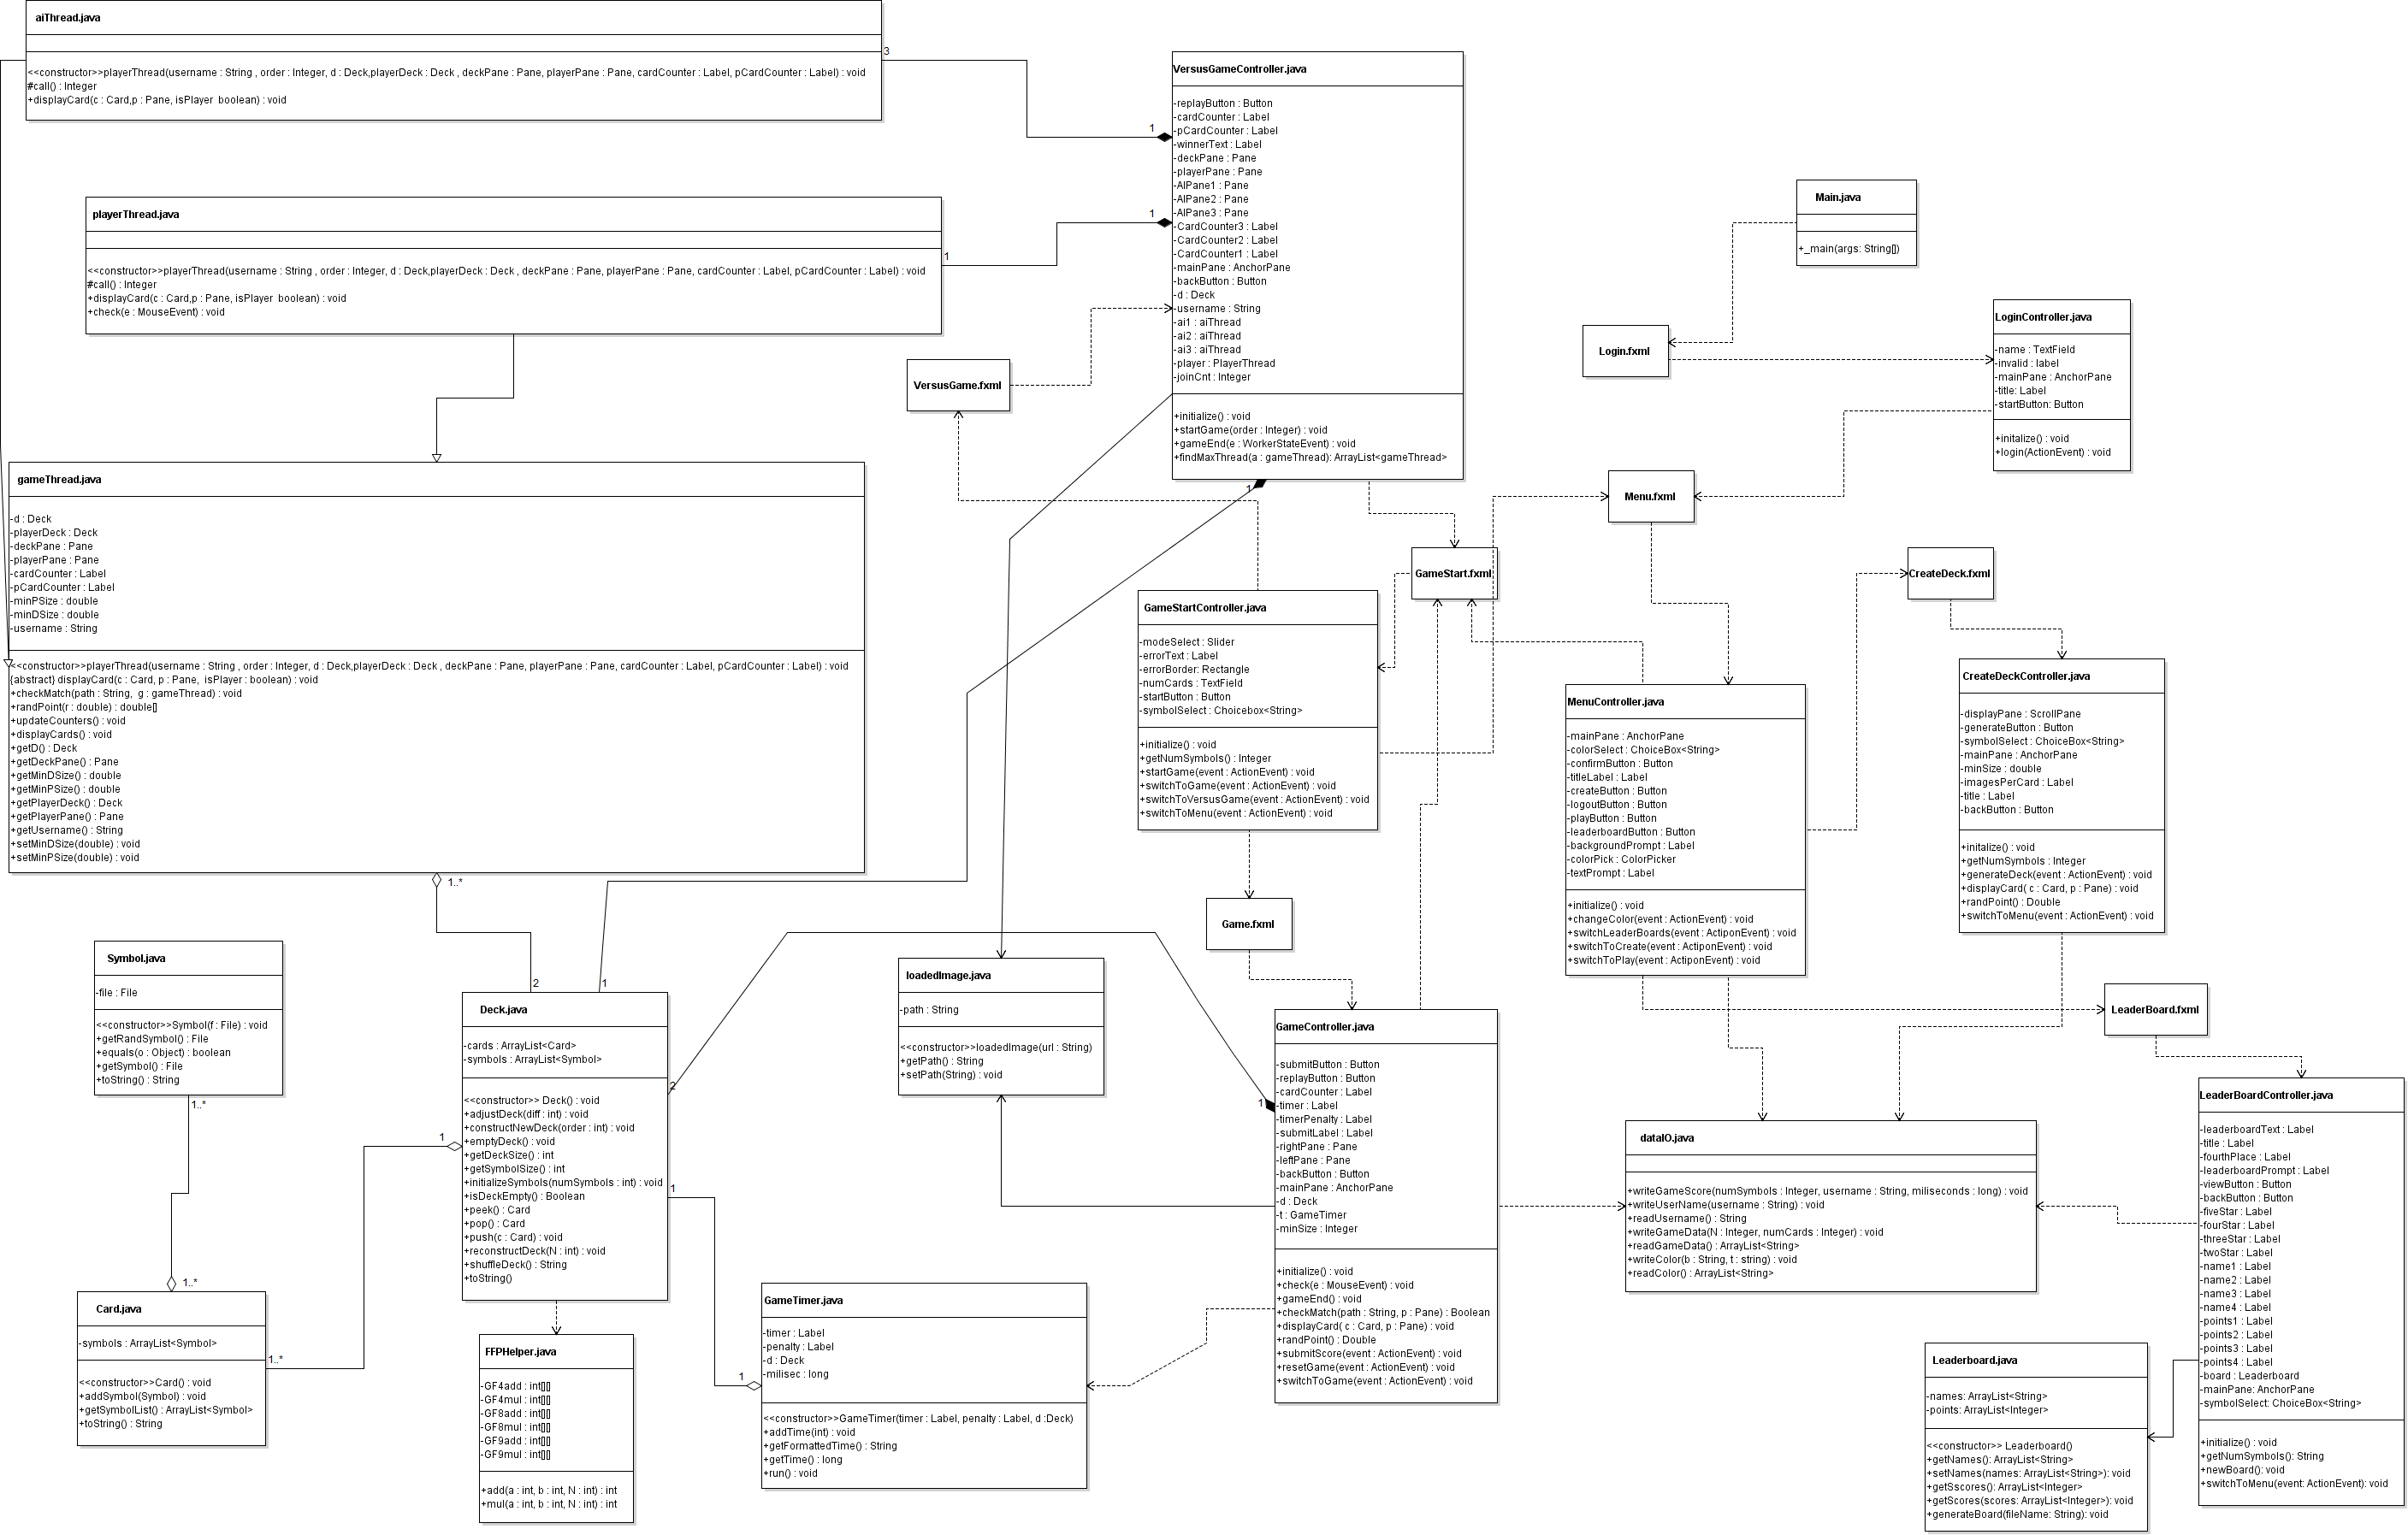 aiThread.java
<<constructor>>playerThread(username : String , order : Integer, d : Deck,playerDeck : Deck , deckPane : Pane, playerPane : Pane, cardCounter : Label, pCardCounter : Label) : void
#call() : Integer
+displayCard(c : Card,p : Pane, isPlayer  boolean) : void
3
1
playerThread.java
<<constructor>>playerThread(username : String , order : Integer, d : Deck,playerDeck : Deck , deckPane : Pane, playerPane : Pane, cardCounter : Label, pCardCounter : Label) : void
#call() : Integer
+displayCard(c : Card,p : Pane, isPlayer  boolean) : void
+check(e : MouseEvent) : void
1
1
VersusGameController.java
-replayButton : Button
-cardCounter : Label
-pCardCounter : Label
-winnerText : Label
-deckPane : Pane
-playerPane : Pane
-AIPane1 : Pane
-AIPane2 : Pane
-AIPane3 : Pane
-CardCounter3 : Label
-CardCounter2 : Label
-CardCounter1 : Label
-mainPane : AnchorPane
-backButton : Button
-d : Deck
-username : String
-ai1 : aiThread
-ai2 : aiThread
-ai3 : aiThread
-player : PlayerThread
-joinCnt : Integer
+initialize() : void
+startGame(order : Integer) : void
+gameEnd(e : WorkerStateEvent) : void
+findMaxThread(a : gameThread): ArrayList<gameThread>
1
Main.java
+_main(args: String[])
Login.fxml
LoginController.java
-name : TextField
-invalid : label
-mainPane : AnchorPane
-title: Label
-startButton: Button
+initalize() : void
+login(ActionEvent) : void
VersusGame.fxml
Menu.fxml
GameStart.fxml
CreateDeck.fxml
gameThread.java
-d : Deck
-playerDeck : Deck
-deckPane : Pane
-playerPane : Pane
-cardCounter : Label
-pCardCounter : Label
-minPSize : double
-minDSize : double
-username : String
<<constructor>>playerThread(username : String , order : Integer, d : Deck,playerDeck : Deck , deckPane : Pane, playerPane : Pane, cardCounter : Label, pCardCounter : Label) : void
{abstract} displayCard(c : Card, p : Pane,  isPlayer : boolean) : void
+checkMatch(path : String,  g : gameThread) : void
+randPoint(r : double) : double[]
+updateCounters() : void
+displayCards() : void
+getD() : Deck
+getDeckPane() : Pane
+getMinDSize() : double
+getMinPSize() : double
+getPlayerDeck() : Deck
+getPlayerPane() : Pane
+getUsername() : String
+setMinDSize(double) : void
+setMinPSize(double) : void
1..*
GameStartController.java
-modeSelect : Slider
-errorText : Label
-errorBorder: Rectangle
-numCards : TextField
-startButton : Button
-symbolSelect : Choicebox<String>
+initialize() : void
+getNumSymbols() : Integer
+startGame(event : ActionEvent) : void
+switchToGame(event : ActionEvent) : void
+switchToVersusGame(event : ActionEvent) : void
+switchToMenu(event : ActionEvent) : void
MenuController.java
-mainPane : AnchorPane
-colorSelect : ChoiceBox<String>
-confirmButton : Button
-titleLabel : Label
-createButton : Button
-logoutButton : Button
-playButton : Button
-leaderboardButton : Button
-backgroundPrompt : Label
-colorPick : ColorPicker
-textPrompt : Label
+initialize() : void
+changeColor(event : ActionEvent) : void
+switchLeaderBoards(event : ActiponEvent) : void
+switchToCreate(event : ActiponEvent) : void
+switchToPlay(event : ActiponEvent) : void
CreateDeckController.java
-displayPane : ScrollPane
-generateButton : Button
-symbolSelect : ChoiceBox<String>
-mainPane : AnchorPane
-minSize : double
-imagesPerCard : Label
-title : Label
-backButton : Button
+initalize() : void
+getNumSymbols : Integer
+generateDeck(event : ActionEvent) : void
+displayCard( c : Card, p : Pane) : void
+randPoint() : Double
+switchToMenu(event : ActionEvent) : void
Game.fxml
LeaderBoard.fxml
Symbol.java
-file : File
<<constructor>>Symbol(f : File) : void
+getRandSymbol() : File
+equals(o : Object) : boolean
+getSymbol() : File
+toString() : String
1..*
1..*
Card.java
-symbols : ArrayList<Symbol>
<<constructor>>Card() : void
+addSymbol(Symbol) : void
+getSymbolList() : ArrayList<Symbol>
+toString() : String
1..*
1
2
1
Deck.java
-cards : ArrayList<Card>
-symbols : ArrayList<Symbol>
<<constructor>> Deck() : void
+adjustDeck(diff : int) : void
+constructNewDeck(order : int) : void
+emptyDeck() : void
+getDeckSize() : int
+getSymbolSize() : int
+initializeSymbols(numSymbols : int) : void
+isDeckEmpty() : Boolean
+peek() : Card
+pop() : Card
+push(c : Card) : void
+reconstructDeck(N : int) : void
+shuffleDeck() : String
+toString()
2
1
FFPHelper.java
-GF4add : int[][]
-GF4mul : int[][]
-GF8add : int[][]
-GF8mul : int[][]
-GF9add : int[][]
-GF9mul : int[][]
+add(a : int, b : int, N : int) : int
+mul(a : int, b : int, N : int) : int
loadedImage.java
-path : String
<<constructor>>loadedImage(url : String)
+getPath() : String
+setPath(String) : void
1
GameTimer.java
-timer : Label
-penalty : Label
-d : Deck
-milisec : long
<<constructor>>GameTimer(timer : Label, penalty : Label, d :Deck)
+addTime(int) : void
+getFormattedTime() : String
+getTime() : long
+run() : void
1
GameController.java
-submitButton : Button
-replayButton : Button
-cardCounter : Label
-timer : Label
-timerPenalty : Label
-submitLabel : Label
-rightPane : Pane
-leftPane : Pane
-backButton : Button
-mainPane : AnchorPane
-d : Deck
-t : GameTimer
-minSize : Integer
+initialize() : void
+check(e : MouseEvent) : void
+gameEnd() : void
+checkMatch(path : String, p : Pane) : Boolean
+displayCard( c : Card, p : Pane) : void
+randPoint() : Double
+submitScore(event : ActionEvent) : void
+resetGame(event : ActionEvent) : void
+switchToGame(event : ActionEvent) : void
dataIO.java
+writeGameScore(numSymbols : Integer, username : String, miliseconds : long) : void
+writeUserName(username : String) : void
+readUsername() : String
+writeGameData(N : Integer, numCards : Integer) : void
+readGameData() : ArrayList<String>
+writeColor(b : String, t : string) : void
+readColor() : ArrayList<String>
LeaderBoardController.java
-leaderboardText : Label
-title : Label
-fourthPlace : Label
-leaderboardPrompt : Label
-viewButton : Button
-backButton : Button
-fiveStar : Label
-fourStar : Label
-threeStar : Label
-twoStar : Label
-name1 : Label
-name2 : Label
-name3 : Label
-name4 : Label
-points1 : Label
-points2 : Label
-points3 : Label
-points4 : Label
-board : Leaderboard
-mainPane: AnchorPane
-symbolSelect: ChoiceBox<String>
+initialize() : void
+getNumSymbols(): String
+newBoard(): void
+switchToMenu(event: ActionEvent): void
Leaderboard.java
-names: ArrayList<String>
-points: ArrayList<Integer>
<<constructor>> Leaderboard()
+getNames(): ArrayList<String>
+setNames(names: ArrayList<String>): void
+getSscores(): ArrayList<Integer>
+getScores(scores: ArrayList<Integer>): void
+generateBoard(fileName: String): void